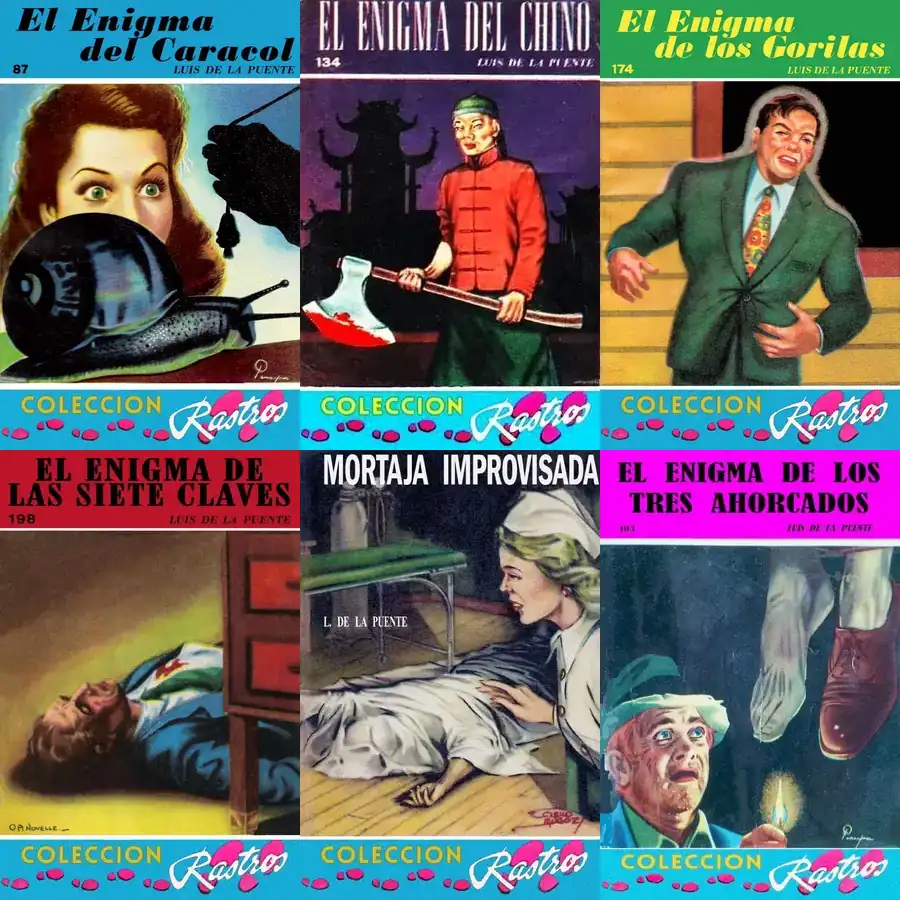 El Enigma
del Caracol
87
LUIS DE LA PUENTE
COLECCION
Rastros
EL ENIGMA DEL CHINO
134
LUIS DE LA PUENTE
COLECCION
Rastros
El Enigma
de los Gorilas
174
LUIS DE LA PUENTE
COLECCION
Rastros
EL ENIGMA DE
LAS SIETE CLAVES
198
LUIS DE LA PUENTE
O.A. NOVELLE
COLECCION
Rastros
MORTAJA IMPROVISADA
L. DE LA PUENTE
COLECCION
Rastros
EL ENIGMA DE LOS
TRES AHORCADOS
LUIS DE LA PUENTE
COLECCION
Rastros